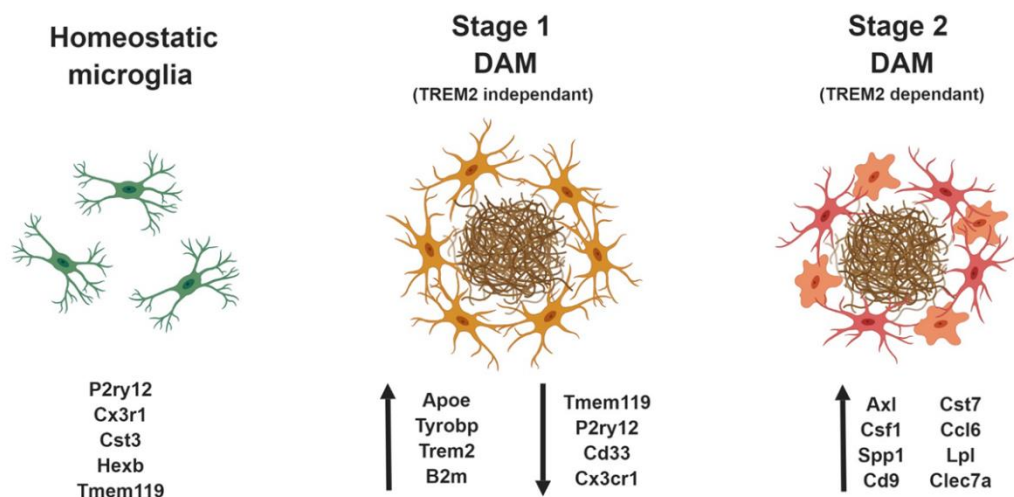 Homeostatic
microglia
P2ry12
Cx3r1
Cst3
Hexb
Tmem119
Stage 1
DAM
(TREM2 independant)
Apoe
Tyrobp
Trem2
B2m
Tmem119
P2ry12
Cd33
Cx3cr1
Stage 2
DAM
(TREM2 dependant)
Axl
Csf1
Spp1
Cd9
Cst7
Ccl6
Lpl
Clec7a